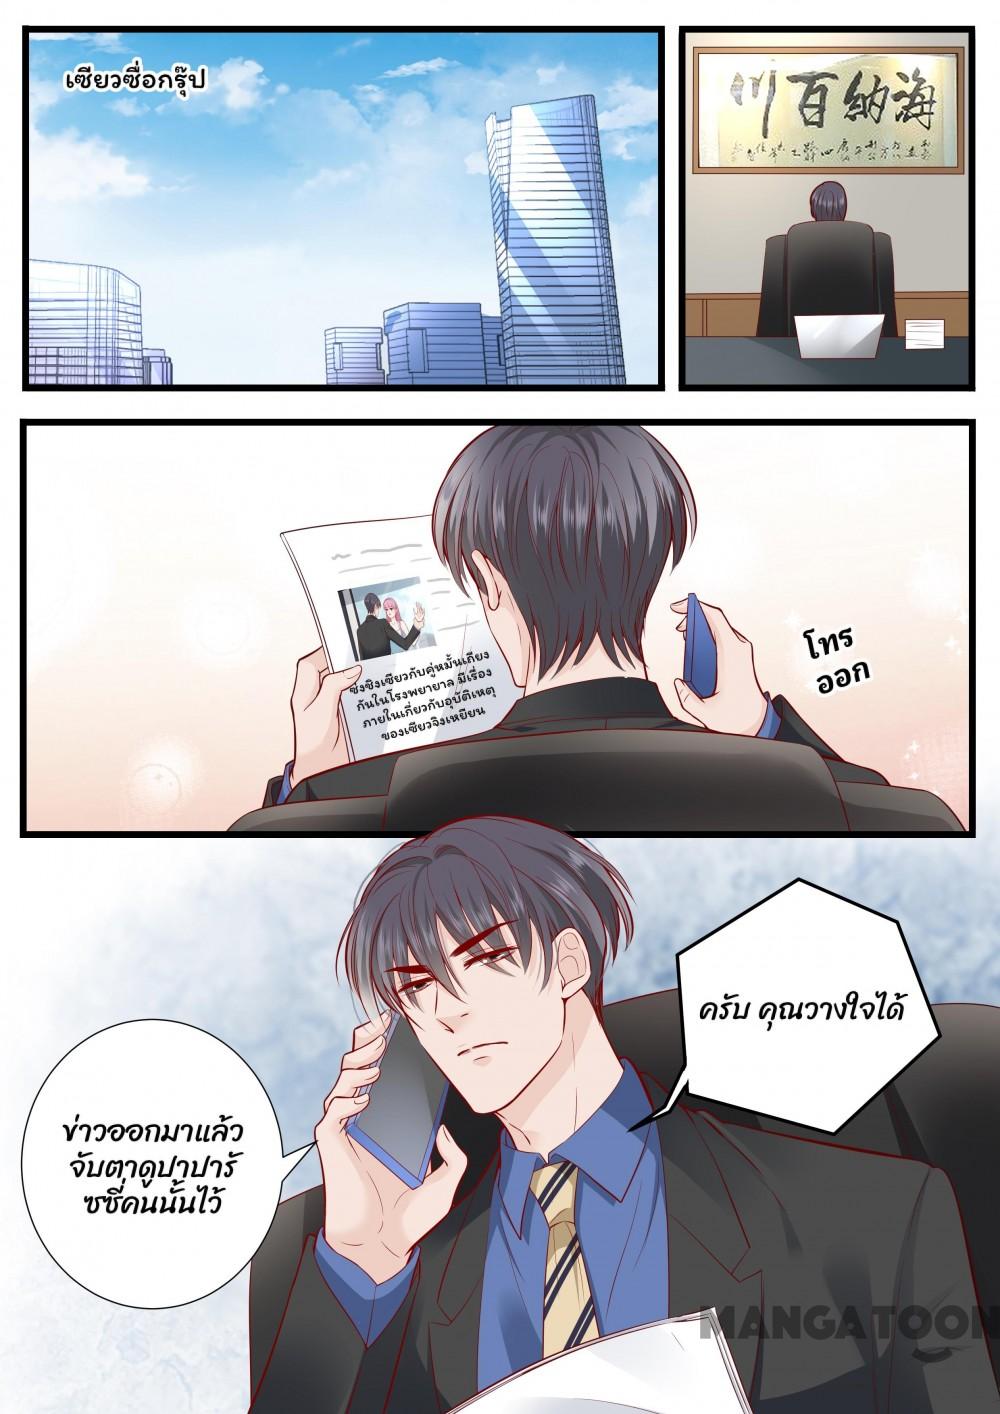 เซียวซื่อกรุ๊ป
海納百川
ซ่งชิงเซียวกับคู่หมั้นเถียง
กันในโรงพยาบาล มีเรื่อง
ภายในเกี่ยวกับอุบัติเหตุ
ของเซียวจิงเหยียน
โทร
ออก
ครับ คุณวางใจได้
ข่าวออกมาแล้ว
จับตาดูปาปารั
ซซี่คนนั้นไว้
MANGATOON